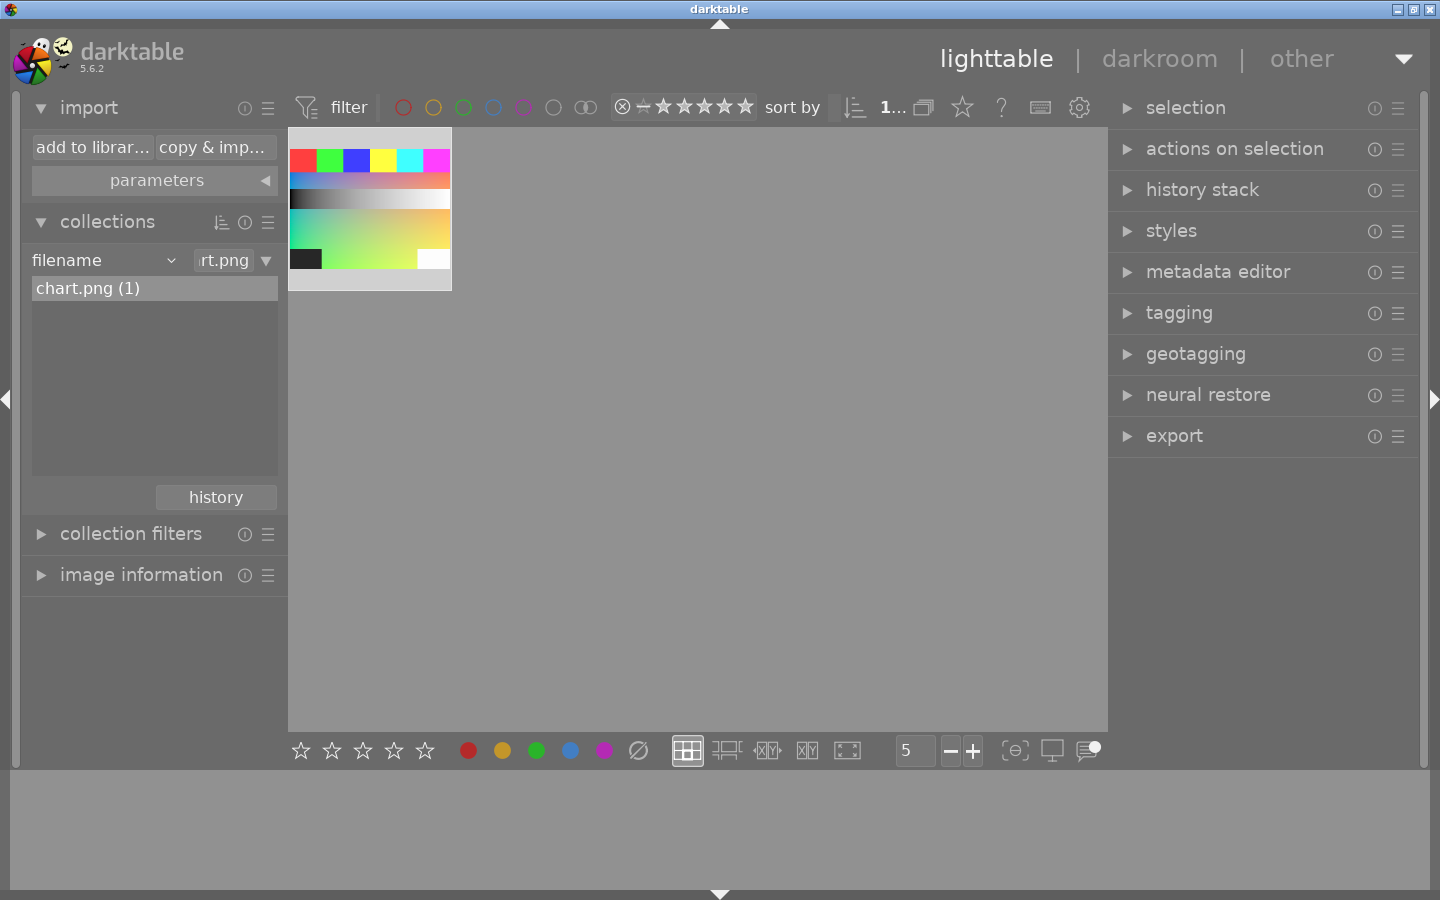 darktable
darktable
5.6.2
lighttable | darkroom | other
import
filter
sort by
1...
add to librar...
copy & imp...
parameters
collections
filename
rt.png
chart.png (1)
history
collection filters
image information
selection
actions on selection
history stack
styles
metadata editor
tagging
geotagging
neural restore
export
5